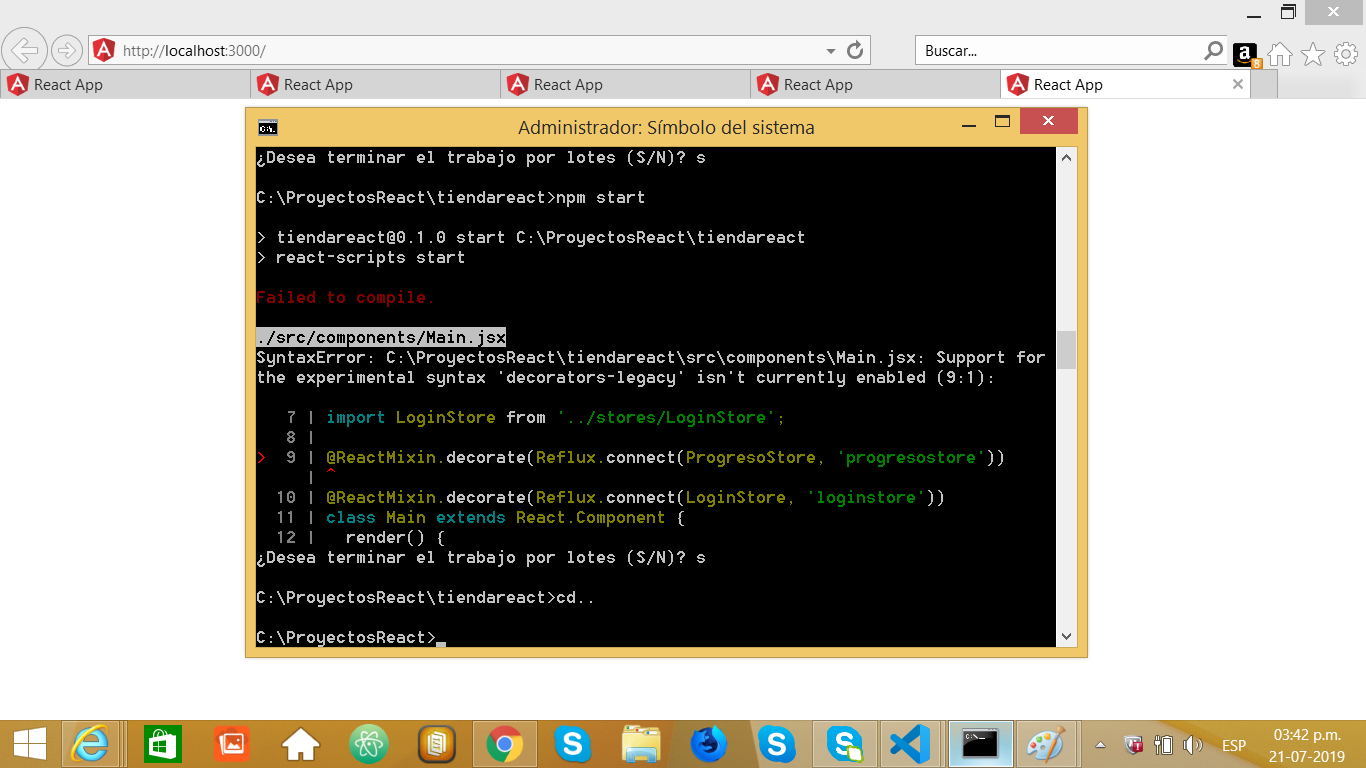 http://localhost:3000/
Buscar...
a
8
React App
React App
React App
React App
React App
Administrador: Símbolo del sistema
¿Desea terminar el trabajo por lotes (S/N)? s
C:\ProyectosReact\tiendareact>npm start
> tiendareact@0.1.0 start C:\ProyectosReact\tiendareact
> react-scripts start
Failed to compile.
./src/components/Main.jsx
SyntaxError: C:\ProyectosReact\tiendareact\src\components\Main.jsx: Support for
the experimental syntax 'decorators-legacy' isn't currently enabled (9:1):
7 | import LoginStore from '../stores/LoginStore';
8 |
> 9 | @ReactMixin.decorate(Reflux.connect(ProgresoStore, 'progresostore'))
| ^
10 | @ReactMixin.decorate(Reflux.connect(LoginStore, 'loginstore'))
11 | class Main extends React.Component {
12 | render() {
¿Desea terminar el trabajo por lotes (S/N)? s
C:\ProyectosReact\tiendareact>cd..
C:\ProyectosReact>_
ESP
03:42 p.m.
21-07-2019